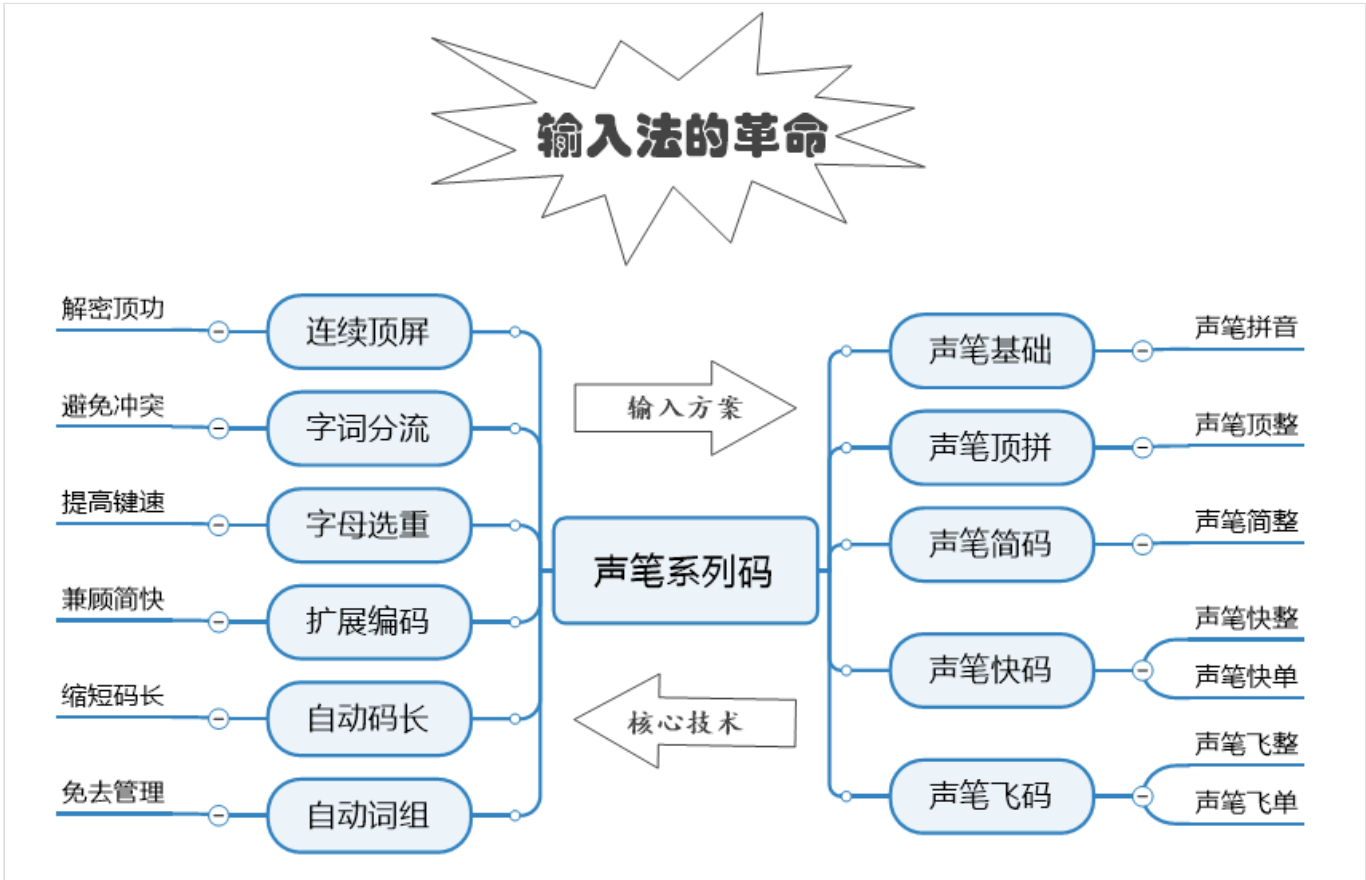 输入法的革命
解密顶功
连续顶屏
避免冲突
字词分流
提高键速
字母选重
兼顾简快
扩展编码
缩短码长
自动码长
免去管理
自动词组
输入方案
声笔系列码
核心技术
声笔基础
声笔拼音
声笔顶拼
声笔顶整
声笔简码
声笔简整
声笔快码
声笔快整
声笔快单
声笔飞码
声笔飞整
声笔飞单